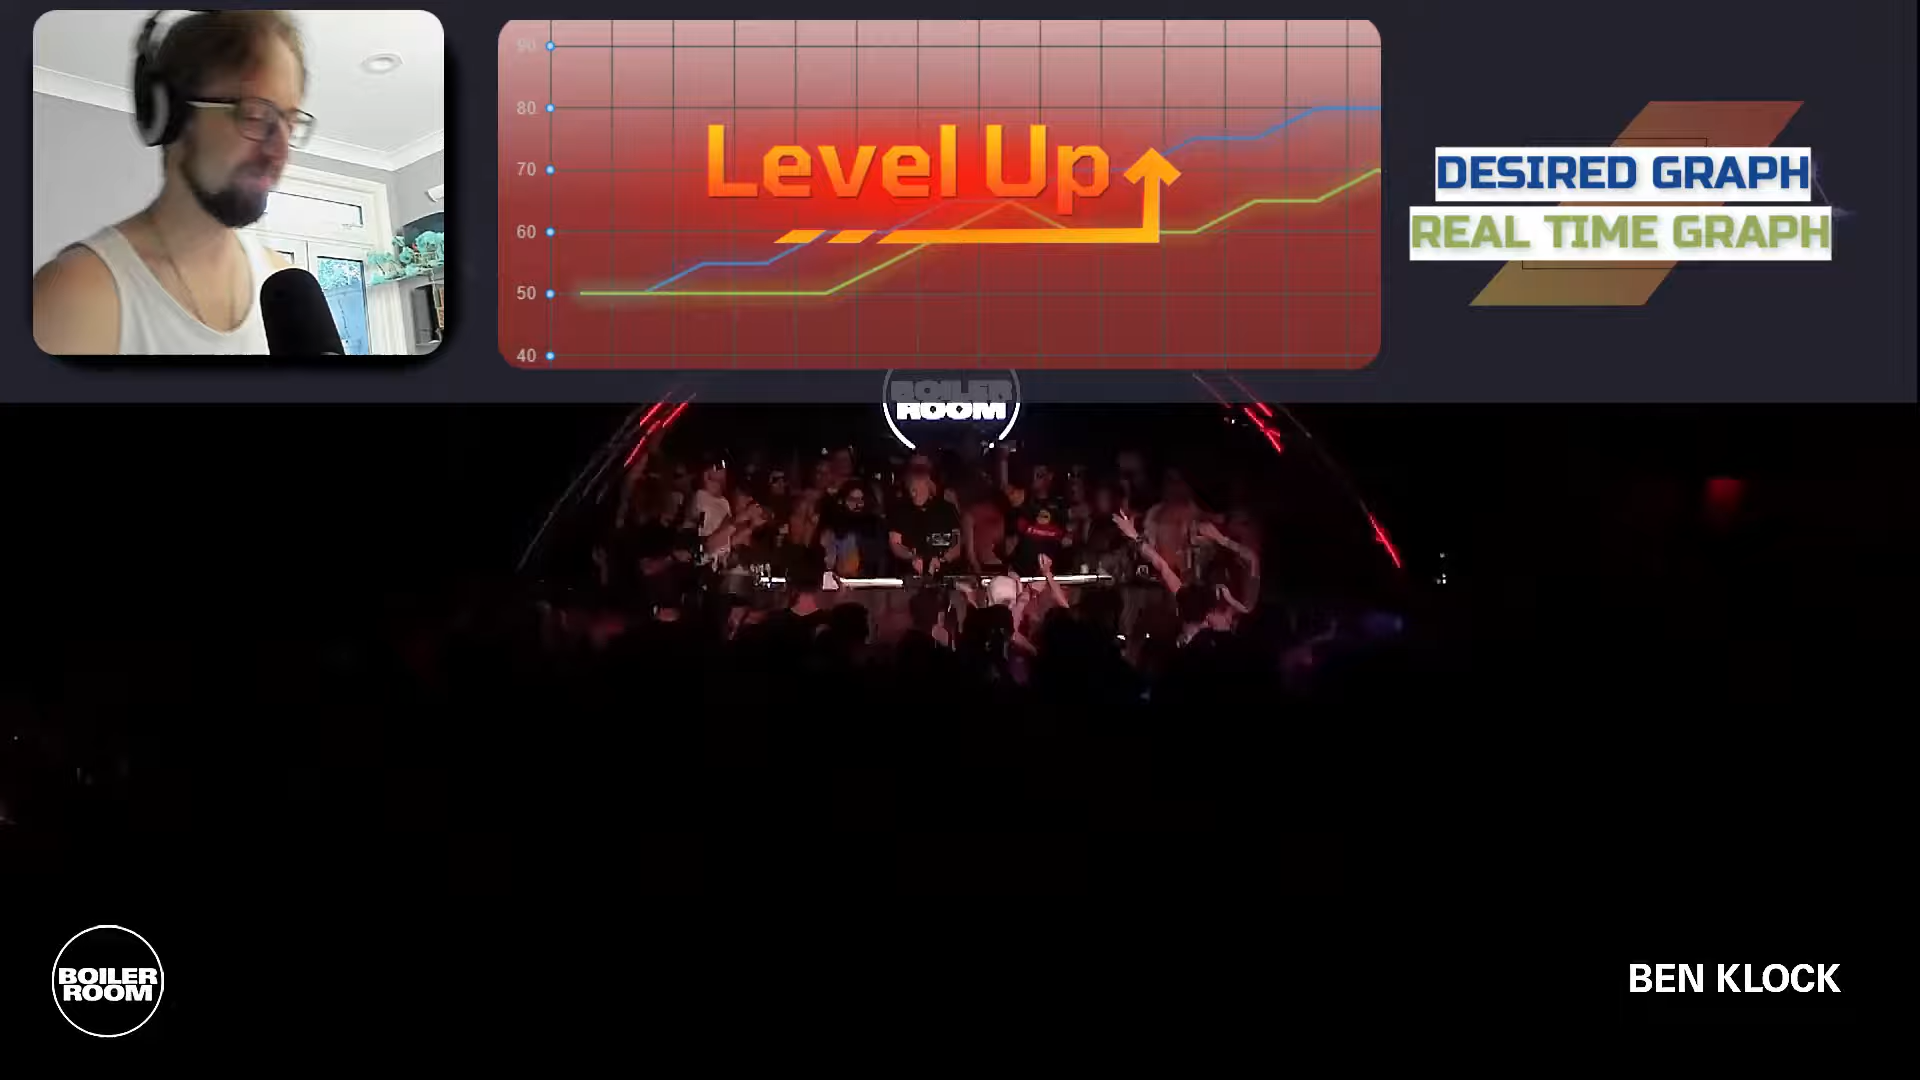 90
80
70
60
50
40
Level Up
DESIRED GRAPH
REAL TIME GRAPH
BOILER
ROOM
BOILER
ROOM
BEN KLOCK